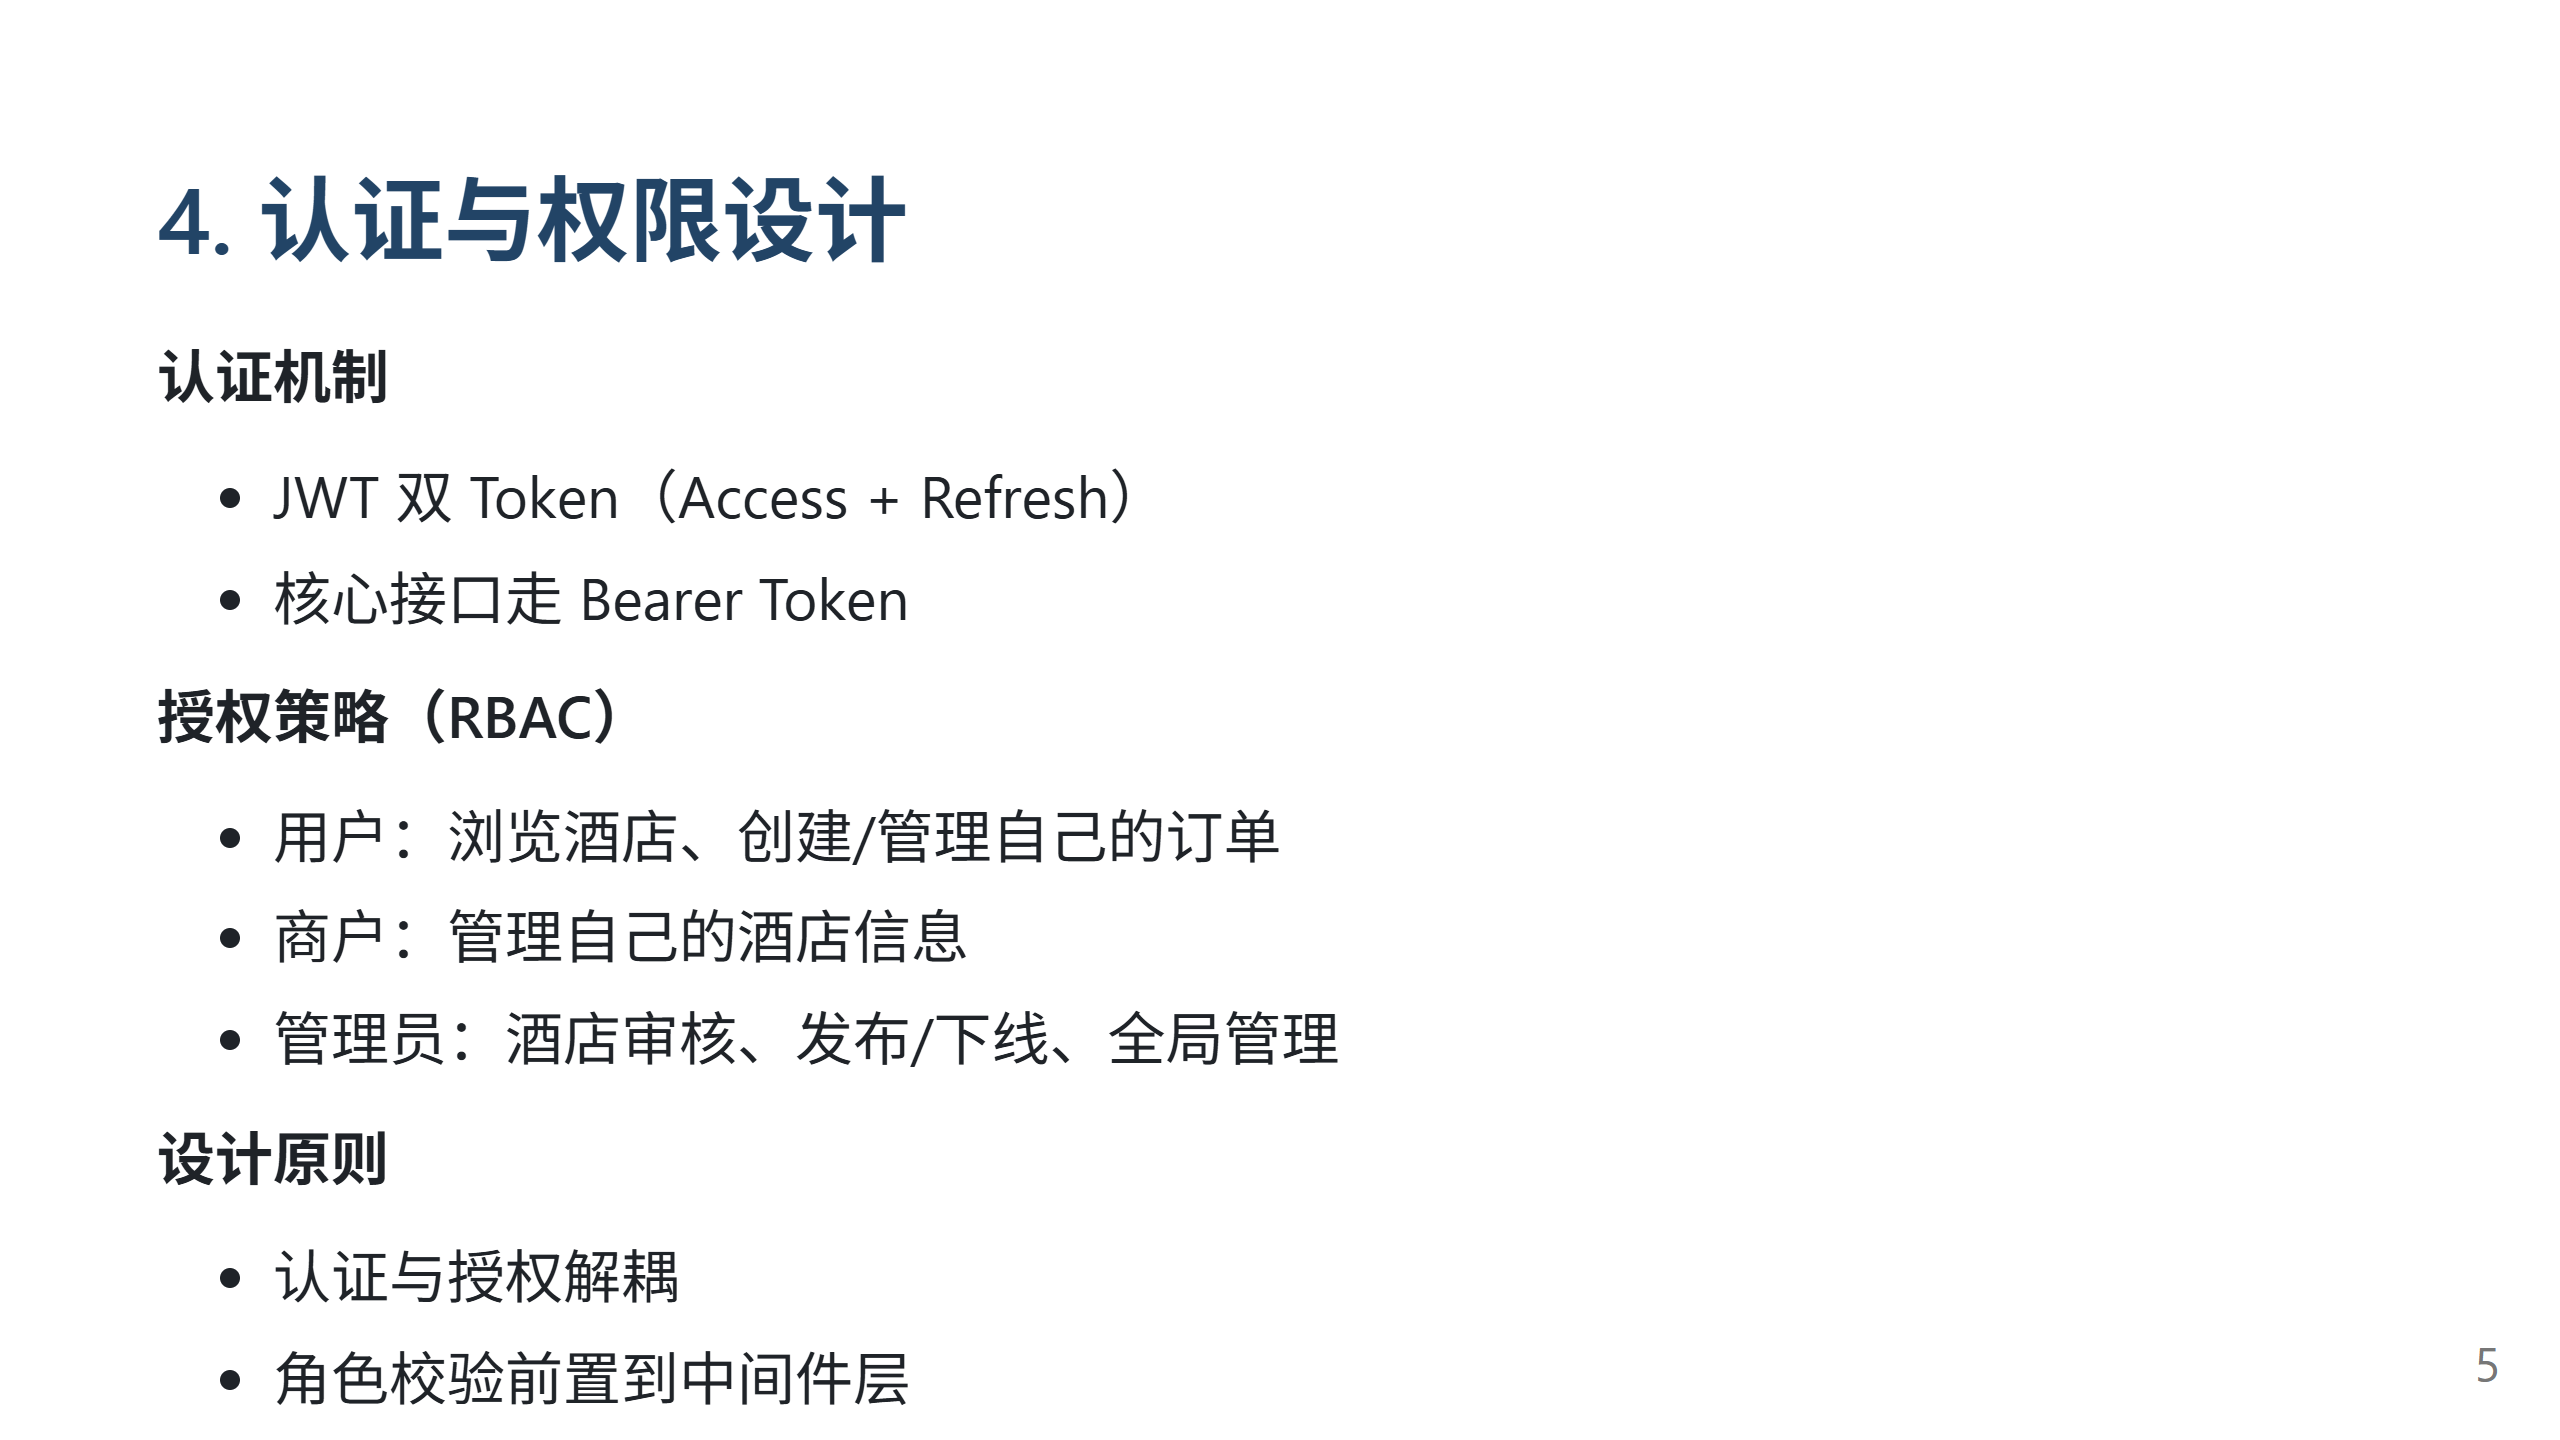 4. 认证与权限设计
认证机制
• JWT 双 Token（Access + Refresh）
• 核心接口走 Bearer Token
授权策略（RBAC）
• 用户：浏览酒店、创建/管理自己的订单
• 商户：管理自己的酒店信息
• 管理员：酒店审核、发布/下线、全局管理
设计原则
• 认证与授权解耦
• 角色校验前置到中间件层
5